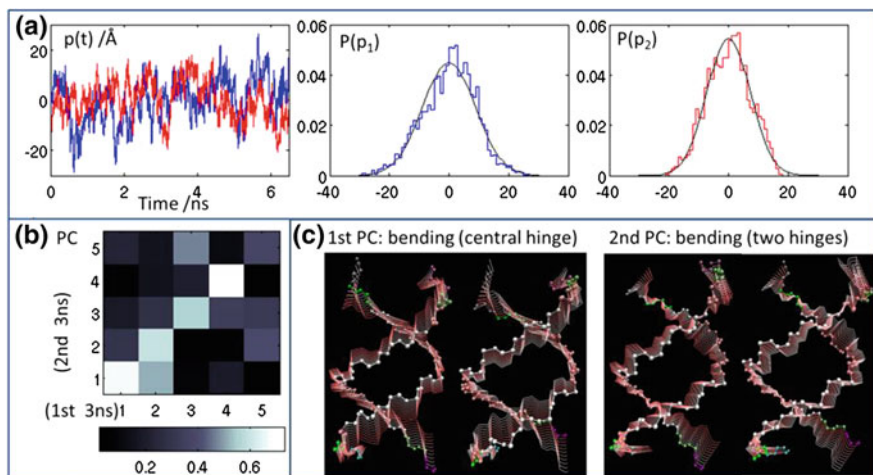 (a)
p(t) /Å
20
0
-20
0 2 4 6
Time /ns
P(p1)
0.06
0.04
0.02
0
-40 -20 0 20 40
P(p2)
0.06
0.04
0.02
0
-40 -20 0 20 40
(b)
PC
(2nd 3ns)
5
4
3
2
1
(1st 3ns) 1 2 3 4 5
0.2 0.4 0.6
(c)
1st PC: bending (central hinge)
2nd PC: bending (two hinges)